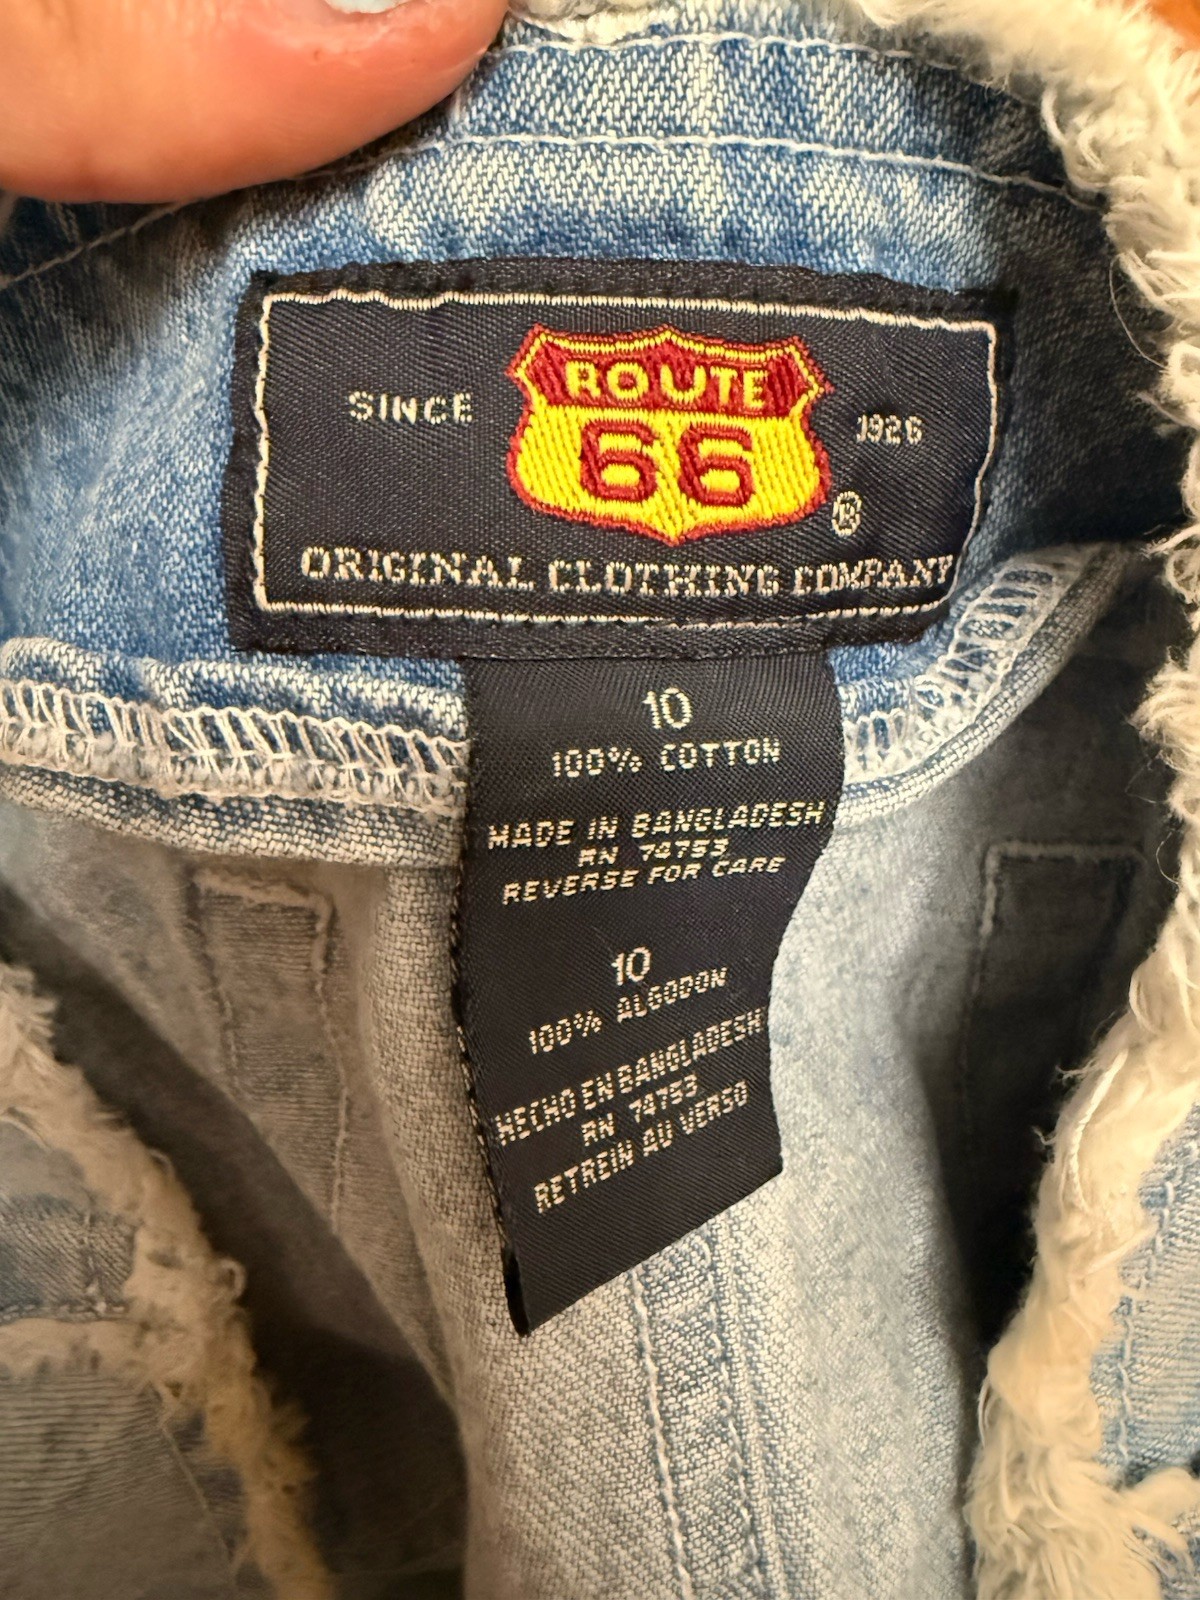 SINCE ROUTE 1926
66
®
ORIGINAL CLOTHING COMPANY
10
100% COTTON
MADE IN BANGLADESH
RN 74753
REVERSE FOR CARE
10
100% ALGODON
HECHO EN BANGLADESH
RN 74753
RETREIN AU VERSO